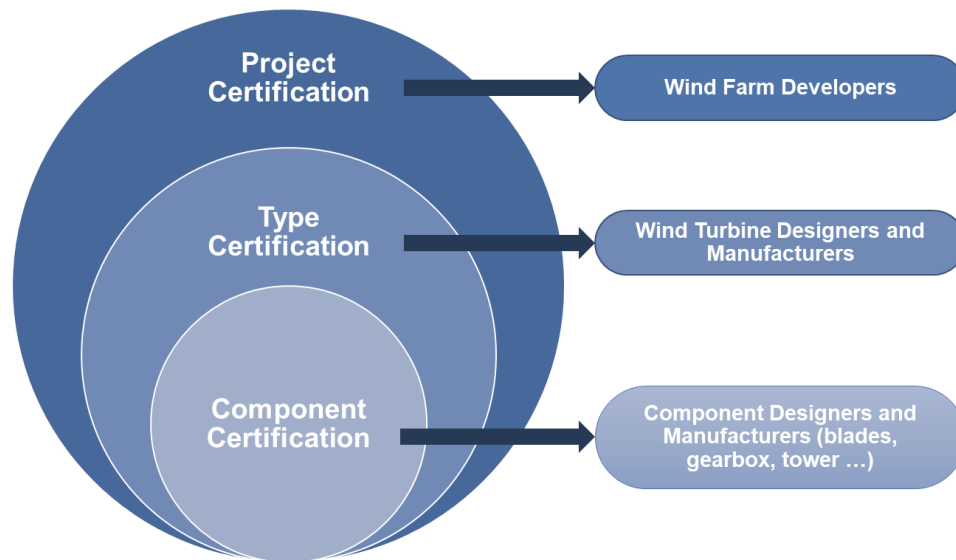 Project
Certification
Wind Farm Developers
Type
Certification
Wind Turbine Designers and
Manufacturers
Component
Certification
Component Designers and
Manufacturers (blades,
gearbox, tower …)